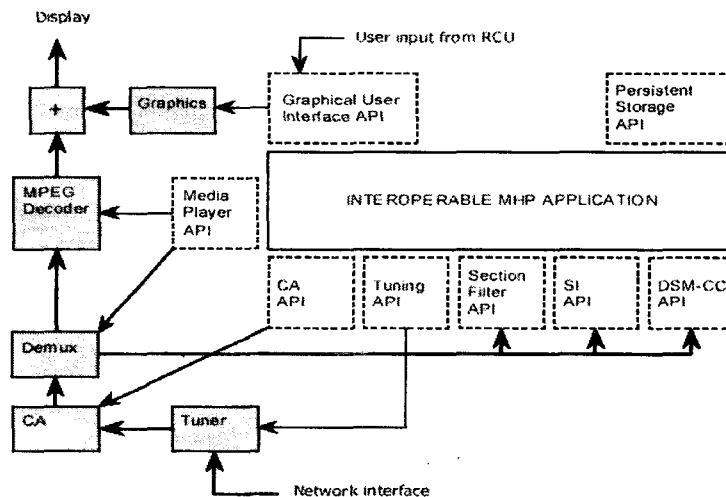 Display
User input from RCU
+
Graphics
Graphical User
Interface API
Persistent
Storage
API
MPEG
Decoder
Media
Player
API
INTEROPERABLE MHP APPLICATION
CA
API
Tuning
API
Section
Filter
API
SI
API
DSM-CC
API
Demux
CA
Tuner
Network interface